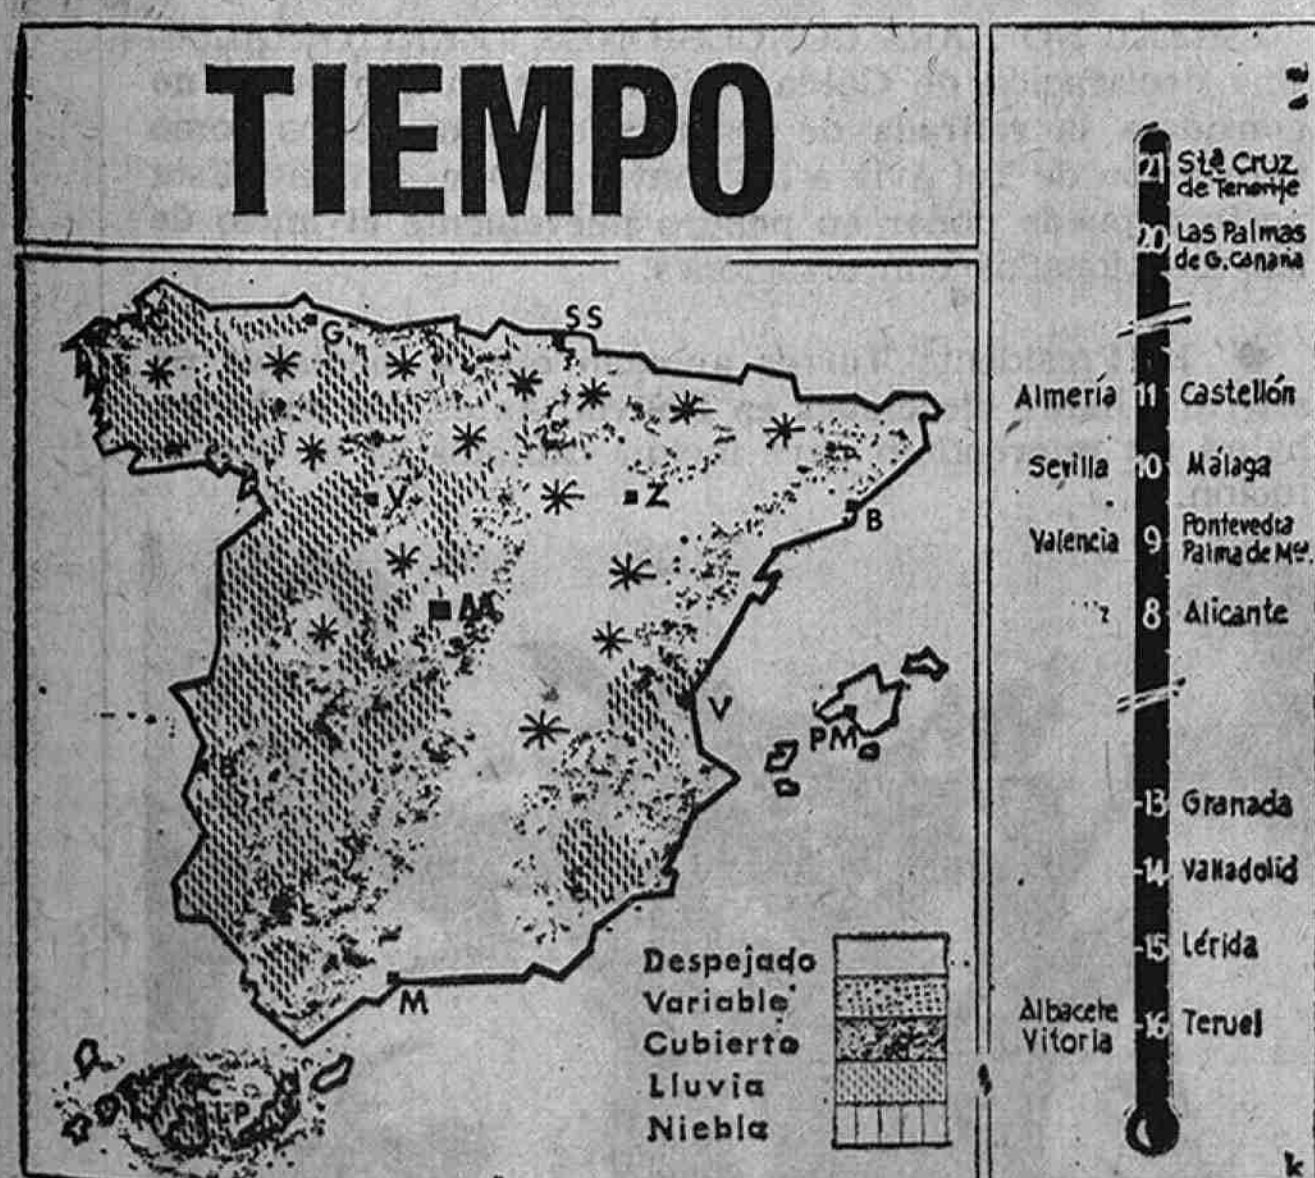 TIEMPO
G
SS
V
Z
B
M
V
PM
M
C
LP
Despejado
Variable
Cubierto
Lluvia
Niebla
21 Stª Cruz
de Tenerife
20 Las Palmas
de G. Canaria
Almería 11 Castellón
Sevilla 10 Málaga
Valencia 9 Pontevedra
Palma de Mca.
8 Alicante
-13 Granada
-14 Valladolid
-15 Lérida
Albacete
Vitoria -16 Teruel